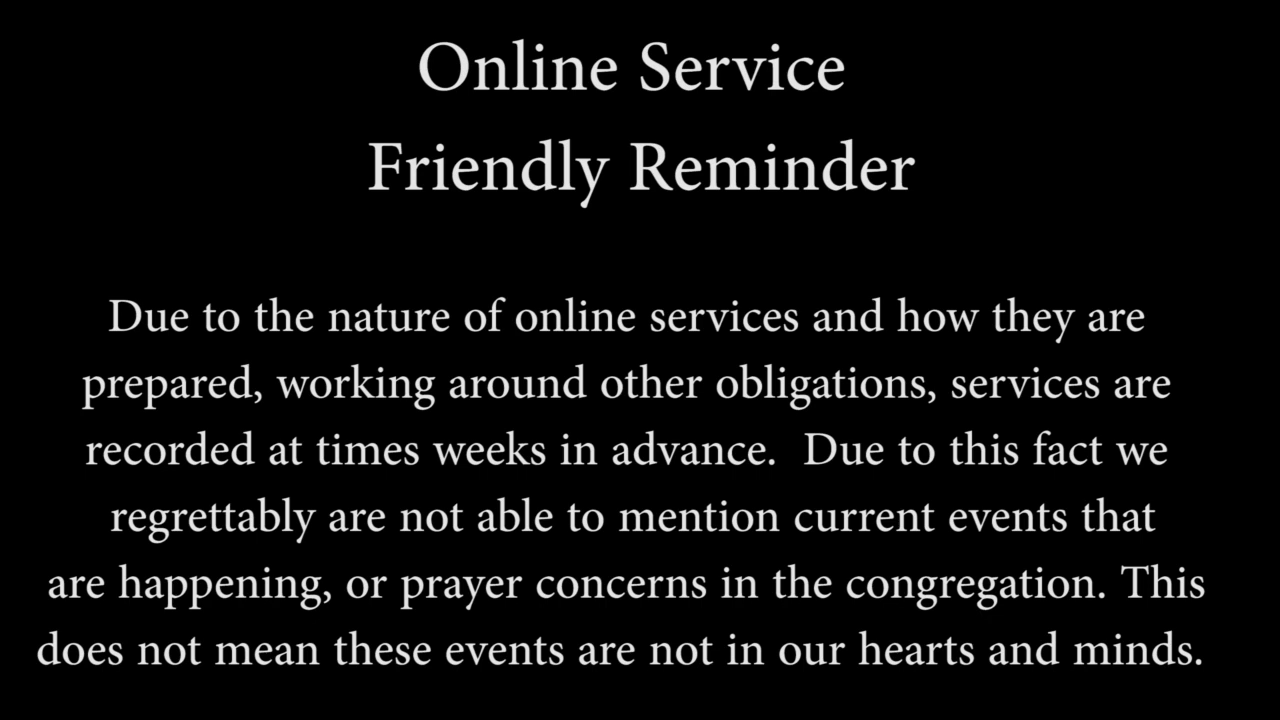 Online Service
Friendly Reminder
Due to the nature of online services and how they are
prepared, working around other obligations, services are
recorded at times weeks in advance.  Due to this fact we
regrettably are not able to mention current events that
are happening, or prayer concerns in the congregation. This
does not mean these events are not in our hearts and minds.